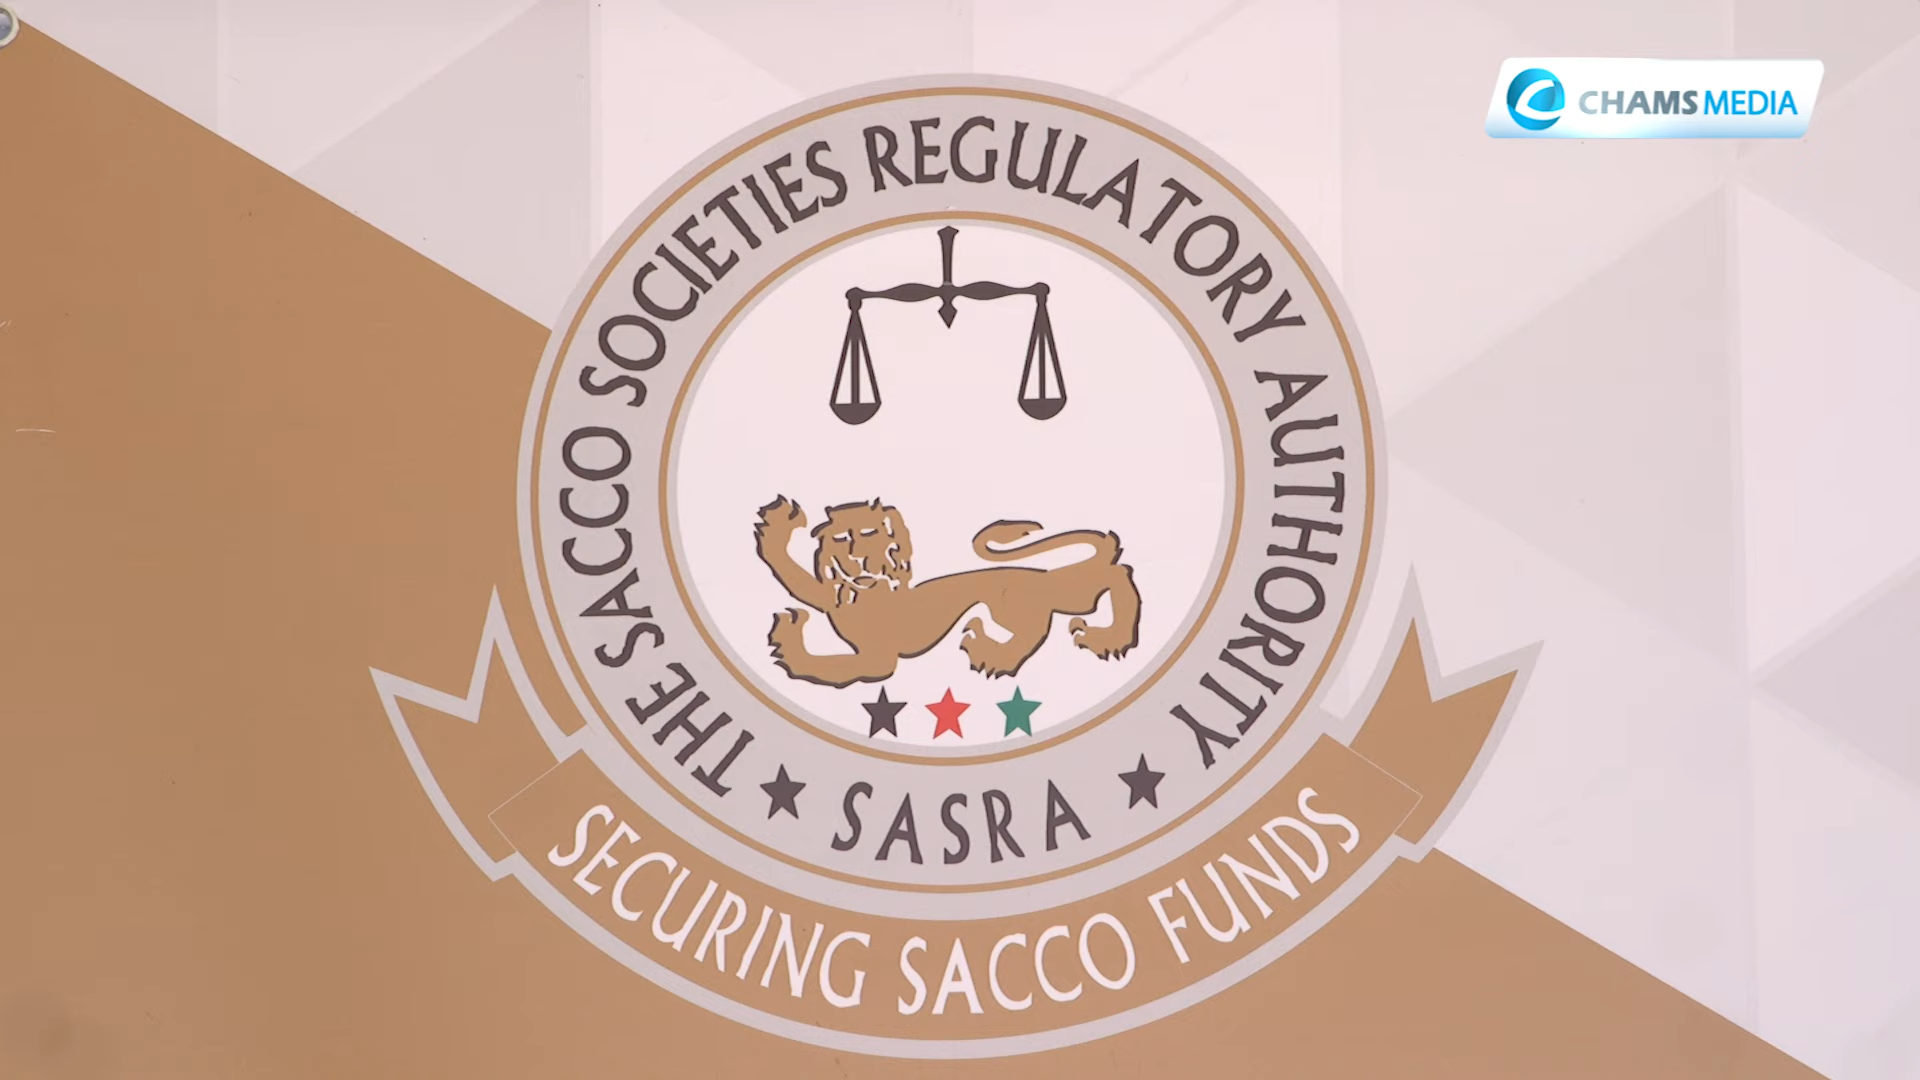 CHAMS MEDIA
THE SACCO SOCIETIES REGULATORY AUTHORITY
SASRA
SECURING SACCO FUNDS